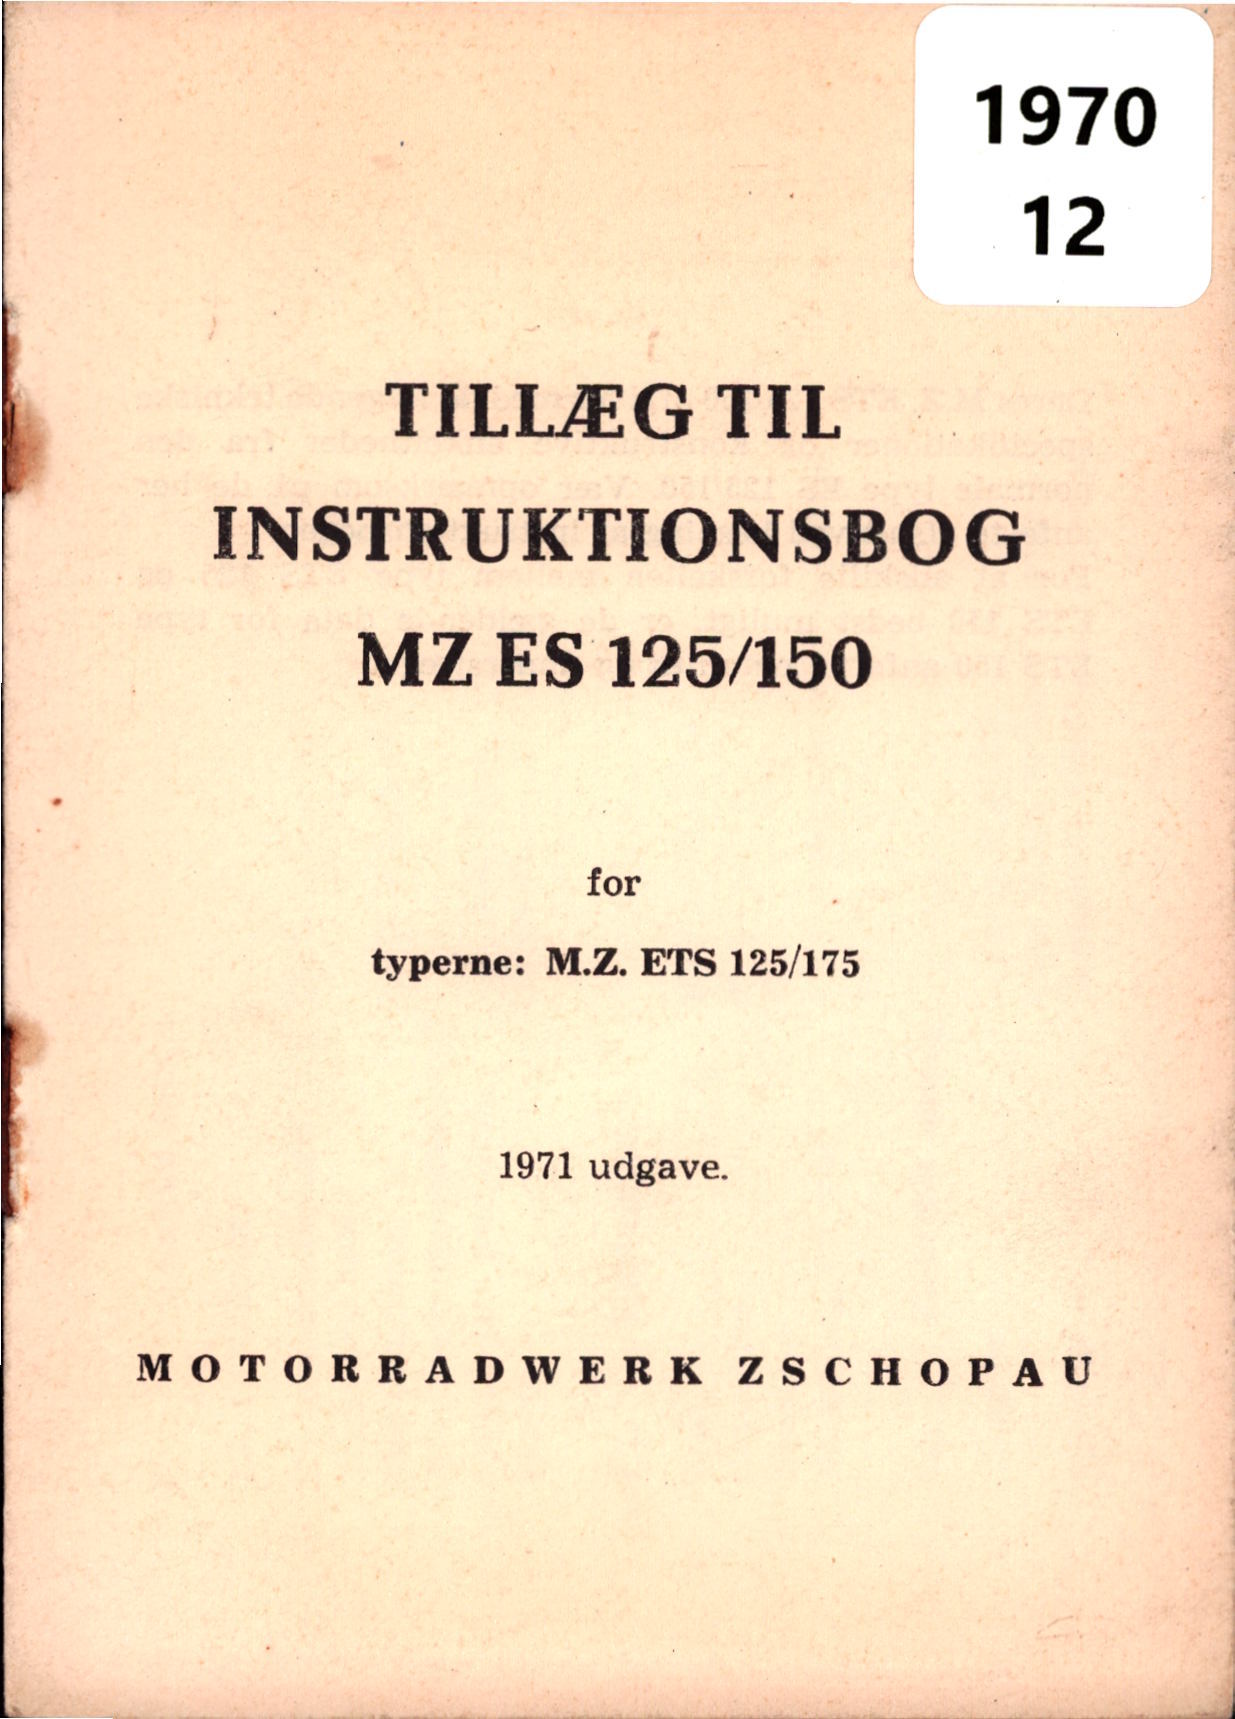 1970
12
TILLÆG TIL
INSTRUKTIONSBOG
MZ ES 125/150
for
typerne: M.Z. ETS 125/175
1971 udgave.
MOTORRADWERK ZSCHOPAU